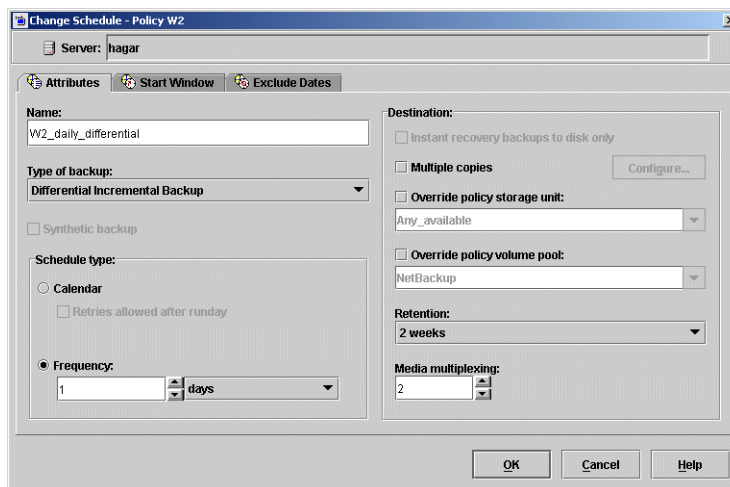 Change Schedule - Policy W2
Server: hagar
Attributes Start Window Exclude Dates
Name:
W2_daily_differential
Type of backup:
Differential Incremental Backup
Synthetic backup
Schedule type:
Calendar
Retries allowed after runday
Frequency:
1 days
Destination:
Instant recovery backups to disk only
Multiple copies Configure...
Override policy storage unit:
Any_available
Override policy volume pool:
NetBackup
Retention:
2 weeks
Media multiplexing:
2
OK Cancel Help